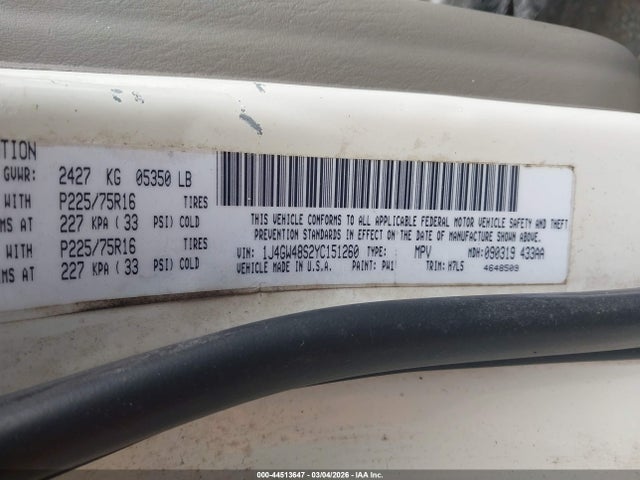 TION
GVWR: 2427 KG 05350 LB
WITH P225/75R16 TIRES
MS AT 227 KPA ( 33 PSI) COLD
WITH P225/75R16 TIRES
MS AT 227 KPA ( 33 PSI) COLD
THIS VEHICLE CONFORMS TO ALL APPLICABLE FEDERAL MOTOR VEHICLE SAFETY AND THEFT
PREVENTION STANDARDS IN EFFECT ON THE DATE OF MANUFACTURE SHOWN ABOVE.
VIN: 1J4GW48S2YC151260 TYPE: MPV MDH: 090319 433AA
VEHICLE MADE IN U.S.A. PAINT: PW1 TRIM: H7L5 4648509
000-44513647 - 03/04/2026 - IAA Inc.